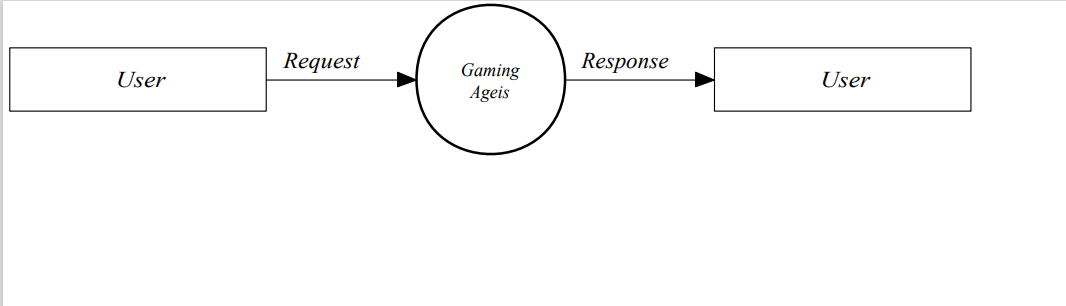 User
Request
Gaming
Ageis
Response
User